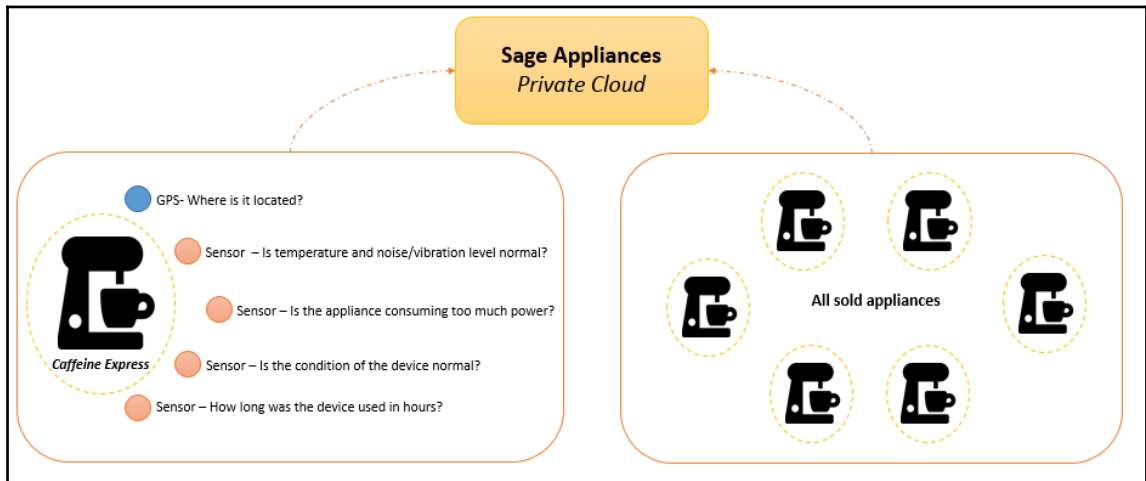 Sage Appliances
Private Cloud
GPS- Where is it located?
Sensor – Is temperature and noise/vibration level normal?
Sensor – Is the appliance consuming too much power?
Caffeine Express
Sensor – Is the condition of the device normal?
Sensor – How long was the device used in hours?
All sold appliances